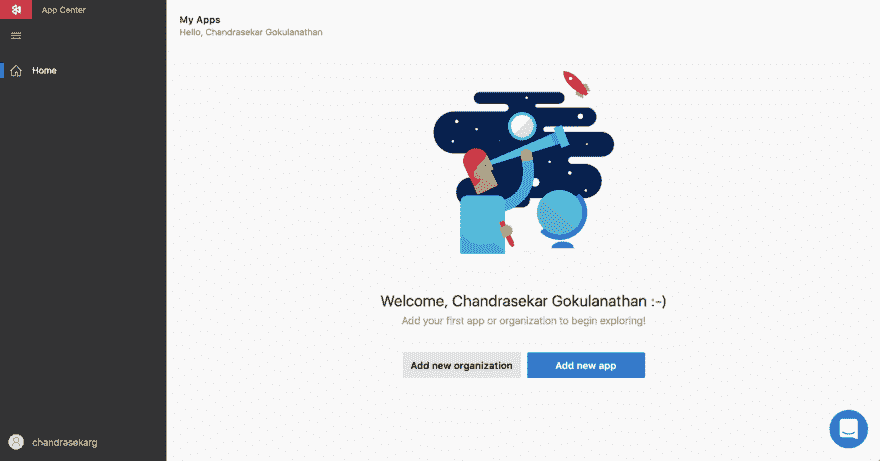 App Center
My Apps
Hello, Chandrasekar Gokulanathan
Home
Welcome, Chandrasekar Gokulanathan :-)
Add your first app or organization to begin exploring!
Add new organization
Add new app
chandrasekarg